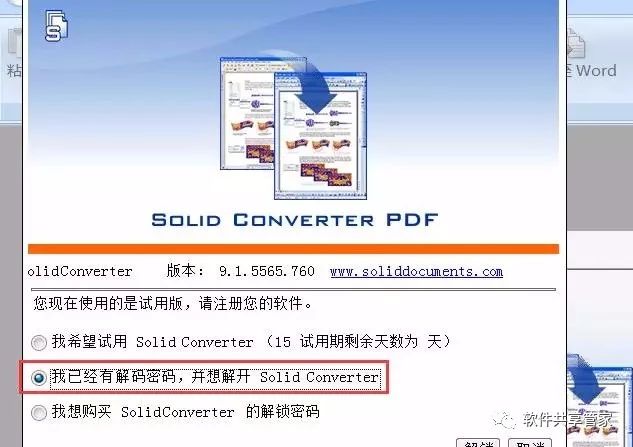 S
粘
至 Word
SOLID CONVERTER PDF
olidConverter 版本: 9.1.5565.760 www.soliddocuments.com
您现在使用的是试用版,请注册您的软件。
我希望试用 Solid Converter (15 试用期剩余天数为 天)
我已经有解码密码,并想解开 Solid Converter
我想购买 SolidConverter 的解锁密码
软件共享管家
解锁 取消